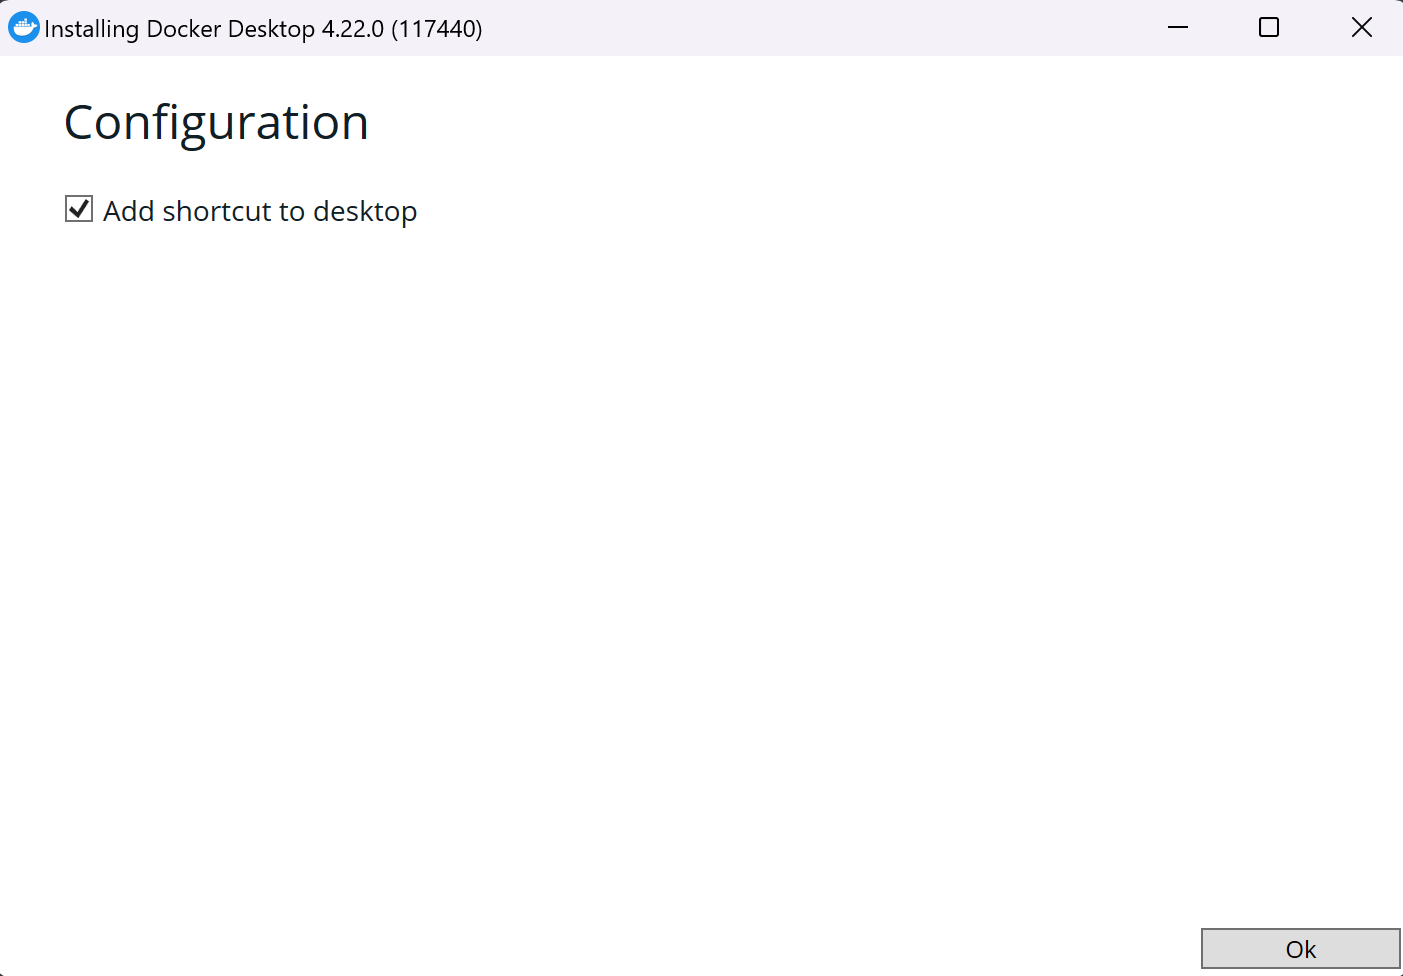 Installing Docker Desktop 4.22.0 (117440)
Configuration
Add shortcut to desktop
Ok